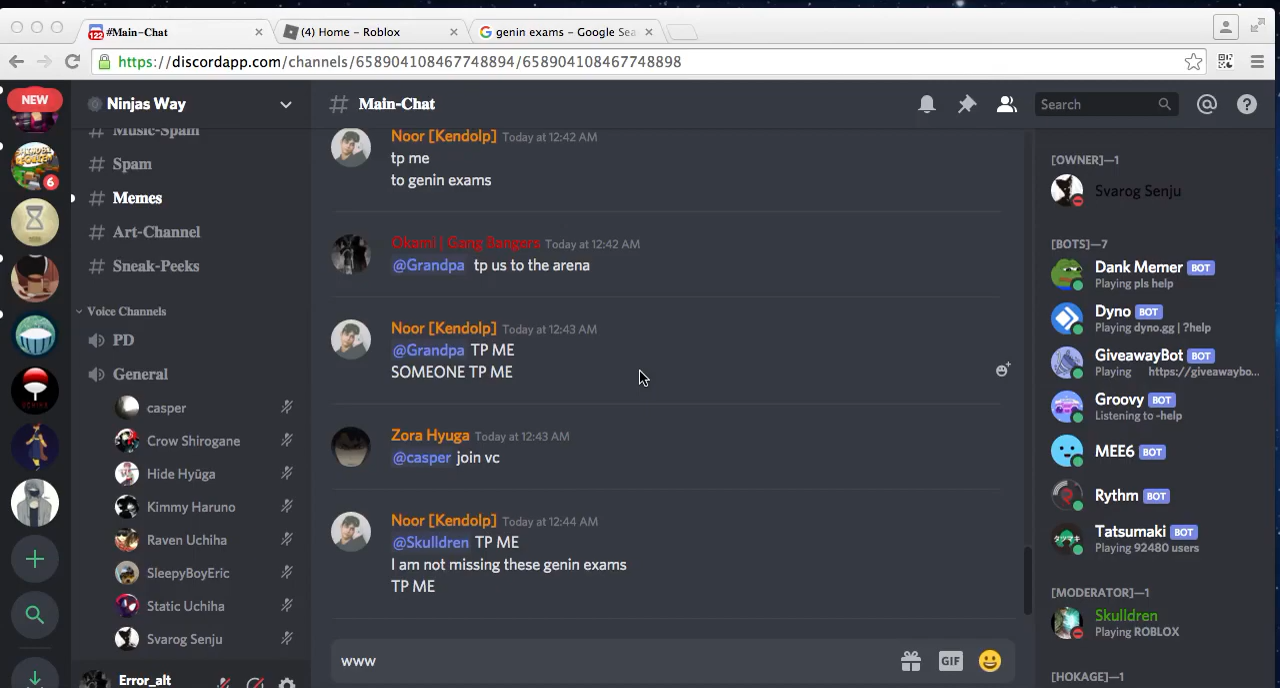 #Main-Chat
(4) Home – Roblox
genin exams – Google Sea
https://discordapp.com/channels/658904108467748894/658904108467748898
NEW
6
Ninjas Way
# Main-Chat
Search
Music-Spam
# Spam
# Memes
# Art-Channel
# Sneak-Peeks
Voice Channels
PD
General
casper
Crow Shirogane
Hide Hyūga
Kimmy Haruno
Raven Uchiha
SleepyBoyEric
Static Uchiha
Svarog Senju
Error_alt
Noor [Kendolp] Today at 12:42 AM
tp me
to genin exams
Okami | Gang Bangers Today at 12:42 AM
@Grandpa tp us to the arena
Noor [Kendolp] Today at 12:43 AM
@Grandpa TP ME
SOMEONE TP ME
Zora Hyuga Today at 12:43 AM
@casper join vc
Noor [Kendolp] Today at 12:44 AM
@Skulldren TP ME
I am not missing these genin exams
TP ME
www
GIF
[OWNER]—1
Svarog Senju
[BOTS]—7
Dank Memer BOT
Playing pls help
Dyno BOT
Playing dyno.gg | ?help
GiveawayBot BOT
Playing https://giveawaybo...
Groovy BOT
Listening to -help
MEE6 BOT
Rythm BOT
Tatsumaki BOT
Playing 92480 users
[MODERATOR]—1
Skulldren
Playing ROBLOX
[HOKAGE]—1